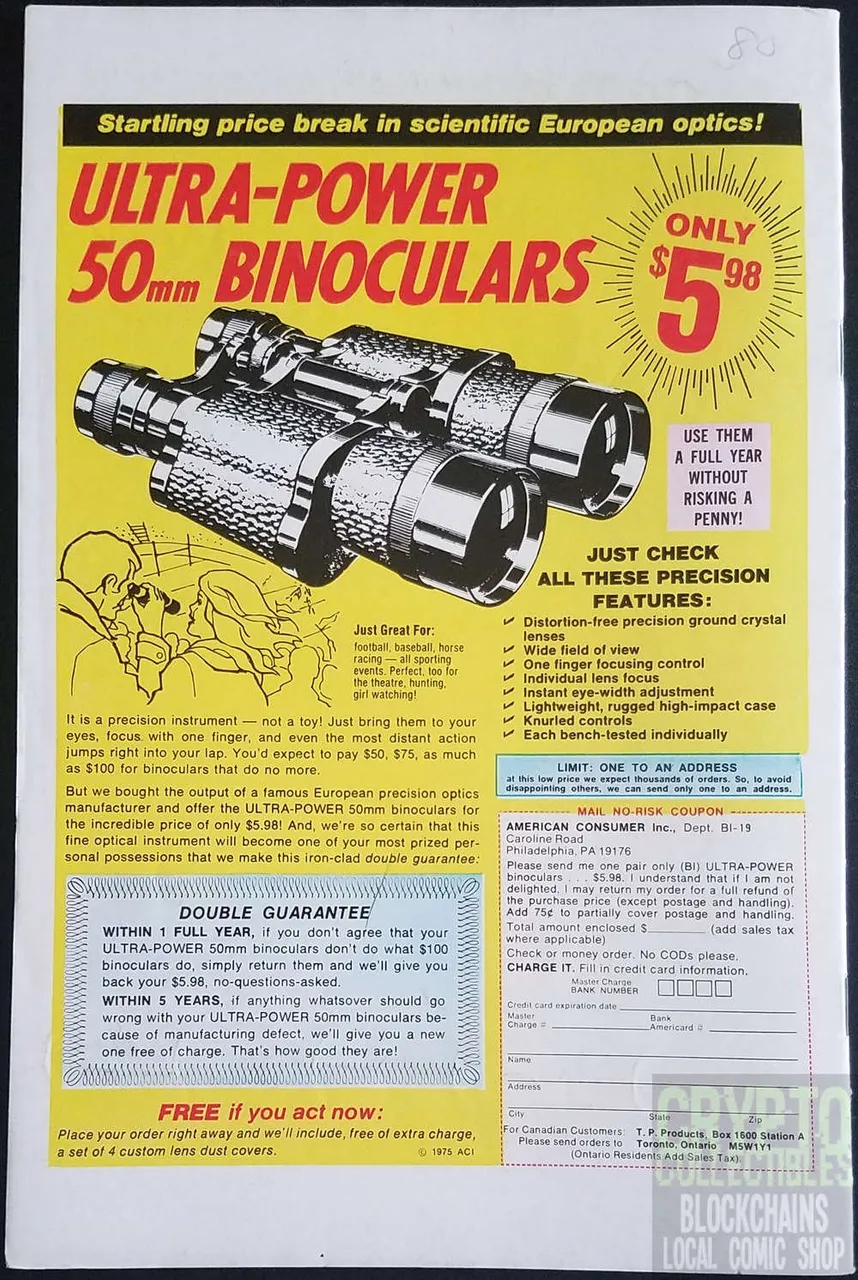 80
Startling price break in scientific European optics!
ULTRA-POWER
50mm BINOCULARS
ONLY
$5 98
USE THEM
A FULL YEAR
WITHOUT
RISKING A
PENNY!
JUST CHECK
ALL THESE PRECISION
FEATURES:
✓ Distortion-free precision ground crystal
lenses
✓ Wide field of view
✓ One finger focusing control
✓ Individual lens focus
✓ Instant eye-width adjustment
✓ Lightweight, rugged high-impact case
✓ Knurled controls
✓ Each bench-tested individually
Just Great For:
football, baseball, horse
racing — all sporting
events. Perfect, too for
the theatre, hunting,
girl watching!
It is a precision instrument — not a toy! Just bring them to your
eyes, focus with one finger, and even the most distant action
jumps right into your lap. You'd expect to pay $50, $75, as much
as $100 for binoculars that do no more.
But we bought the output of a famous European precision optics
manufacturer and offer the ULTRA-POWER 50mm binoculars for
the incredible price of only $5.98! And, we're so certain that this
fine optical instrument will become one of your most prized per-
sonal possessions that we make this iron-clad double guarantee:
DOUBLE GUARANTEE
WITHIN 1 FULL YEAR, if you don't agree that your
ULTRA-POWER 50mm binoculars don't do what $100
binoculars do, simply return them and we'll give you
back your $5.98, no-questions-asked.
WITHIN 5 YEARS, if anything whatsover should go
wrong with your ULTRA-POWER 50mm binoculars be-
cause of manufacturing defect, we'll give you a new
one free of charge. That's how good they are!
FREE if you act now:
Place your order right away and we'll include, free of extra charge,
a set of 4 custom lens dust covers.
© 1975 ACI
LIMIT: ONE TO AN ADDRESS
at this low price we expect thousands of orders. So, to avoid
disappointing others, we can send only one to an address.
MAIL NO-RISK COUPON
AMERICAN CONSUMER Inc., Dept. BI-19
Caroline Road
Philadelphia, PA 19176
Please send me one pair only (BI) ULTRA-POWER
binoculars . . . $5.98. I understand that if I am not
delighted, I may return my order for a full refund of
the purchase price (except postage and handling).
Add 75¢ to partially cover postage and handling.
Total amount enclosed $ (add sales tax
where applicable)
Check or money order. No CODs please.
CHARGE IT. Fill in credit card information.
Master Charge
BANK NUMBER
Credit card expiration date
Master
Charge #
Bank
Americard #
Name
Address
City State Zip
For Canadian Customers: T. P. Products, Box 1600 Station A
Please send orders to Toronto, Ontario M5W1Y1
(Ontario Residents Add Sales Tax).
CRYPTO
COLLECTIBLES
BLOCKCHAINS
LOCAL COMIC SHOP